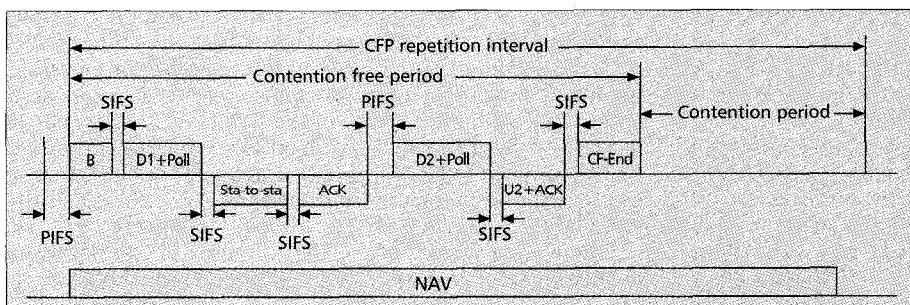 CFP repetition interval
Contention free period
SIFS
PIFS
SIFS
Contention period
B
D1+Poll
D2+Poll
CF-End
Sta-to-sta
ACK
U2+ACK
PIFS
SIFS
SIFS
SIFS
NAV